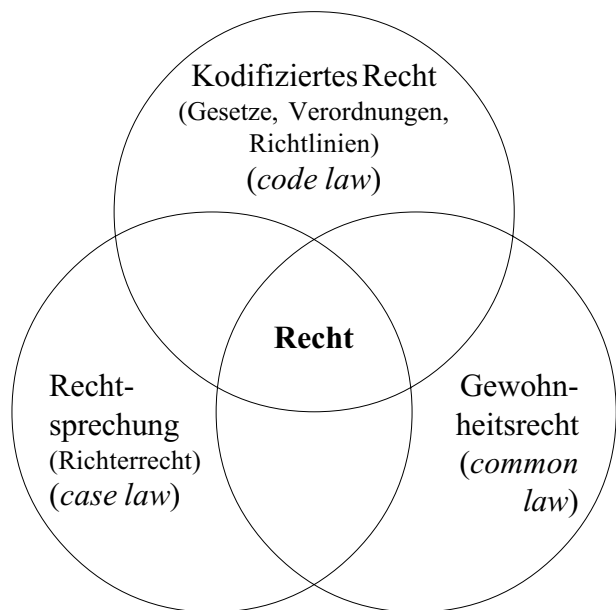 Kodifiziertes Recht
(Gesetze, Verordnungen,
Richtlinien)
(code law)
Recht
Recht-
sprechung
(Richterrecht)
(case law)
Gewohn-
heitsrecht
(common
law)